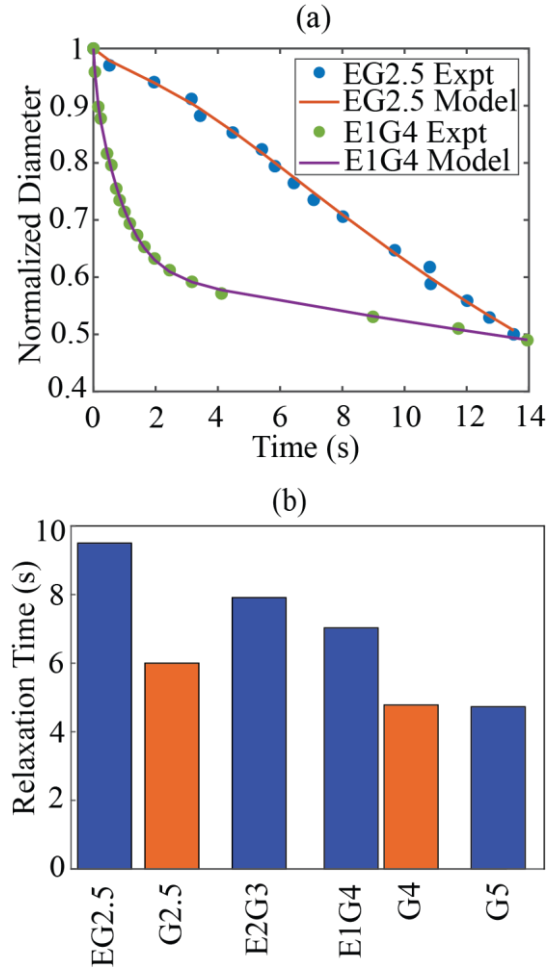 (a)
1
0.9
0.8
0.7
0.6
0.5
0.4
Normalized Diameter
EG2.5 Expt
EG2.5 Model
E1G4 Expt
E1G4 Model
0 2 4 6 8 10 12 14
Time (s)
(b)
10
8
6
4
2
0
Relaxation Time (s)
EG2.5
G2.5
E2G3
E1G4
G4
G5